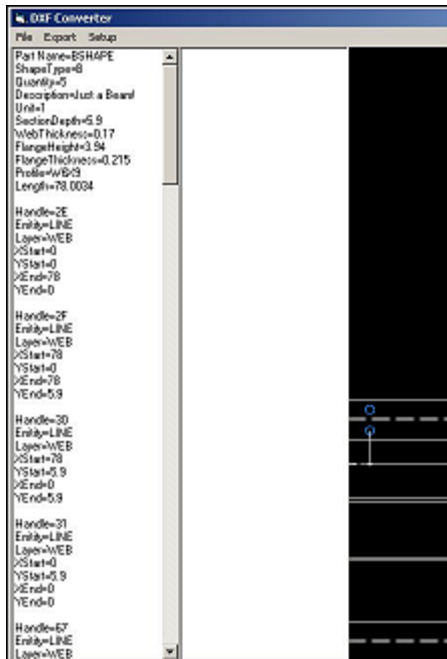 DXF Converter
File Export Setup
Part Name=BSHAPE
ShapeType=8
Quantity=5
Description=Just a Beam!
Unit=1
SectionDepth=5.9
WebThickness=0.17
FlangeHeight=3.94
FlangeThickness=0.215
Profile=W6X9
Length=78.0034
Handle=2E
Entity=LINE
Layer=WEB
XStart=0
YStart=0
XEnd=78
YEnd=0
Handle=2F
Entity=LINE
Layer=WEB
XStart=78
YStart=0
XEnd=78
YEnd=5.9
Handle=30
Entity=LINE
Layer=WEB
XStart=78
YStart=5.9
XEnd=0
YEnd=5.9
Handle=31
Entity=LINE
Layer=WEB
XStart=0
YStart=5.9
XEnd=0
YEnd=0
Handle=67
Entity=LINE
Layer=WEB